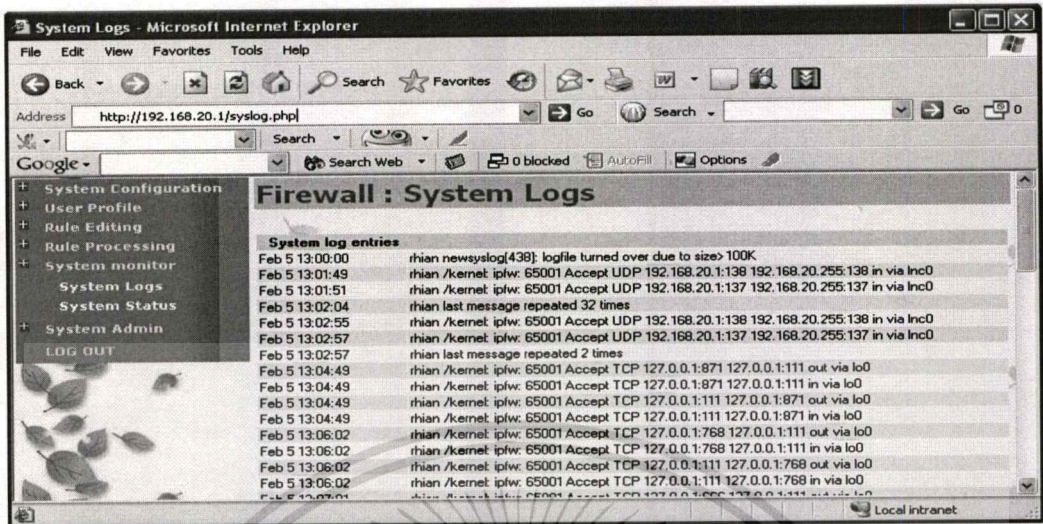 System Logs - Microsoft Internet Explorer
File Edit View Favorites Tools Help
Back Search Favorites
Address http://192.168.20.1/syslog.php Go Search Go 0
Search
Google Search Web 0 blocked AutoFill Options
System Configuration
User Profile
Rule Editing
Rule Processing
System monitor
System Logs
System Status
System Admin
LOG OUT
Firewall : System Logs
System log entries
Feb 5 13:00:00 rhian newsyslog[438]: logfile turned over due to size>100K
Feb 5 13:01:49 rhian /kernel: ipfw: 65001 Accept UDP 192.168.20.1:138 192.168.20.255:138 in via lnc0
Feb 5 13:01:51 rhian /kernel: ipfw: 65001 Accept UDP 192.168.20.1:137 192.168.20.255:137 in via lnc0
Feb 5 13:02:04 rhian last message repeated 32 times
Feb 5 13:02:55 rhian /kernel: ipfw: 65001 Accept UDP 192.168.20.1:138 192.168.20.255:138 in via lnc0
Feb 5 13:02:57 rhian /kernel: ipfw: 65001 Accept UDP 192.168.20.1:137 192.168.20.255:137 in via lnc0
Feb 5 13:02:57 rhian last message repeated 2 times
Feb 5 13:04:49 rhian /kernel: ipfw: 65001 Accept TCP 127.0.0.1:871 127.0.0.1:111 out via lo0
Feb 5 13:04:49 rhian /kernel: ipfw: 65001 Accept TCP 127.0.0.1:871 127.0.0.1:111 in via lo0
Feb 5 13:04:49 rhian /kernel: ipfw: 65001 Accept TCP 127.0.0.1:111 127.0.0.1:871 out via lo0
Feb 5 13:04:49 rhian /kernel: ipfw: 65001 Accept TCP 127.0.0.1:111 127.0.0.1:871 in via lo0
Feb 5 13:06:02 rhian /kernel: ipfw: 65001 Accept TCP 127.0.0.1:768 127.0.0.1:111 out via lo0
Feb 5 13:06:02 rhian /kernel: ipfw: 65001 Accept TCP 127.0.0.1:768 127.0.0.1:111 in via lo0
Feb 5 13:06:02 rhian /kernel: ipfw: 65001 Accept TCP 127.0.0.1:111 127.0.0.1:768 out via lo0
Feb 5 13:06:02 rhian /kernel: ipfw: 65001 Accept TCP 127.0.0.1:111 127.0.0.1:768 in via lo0
Local intranet